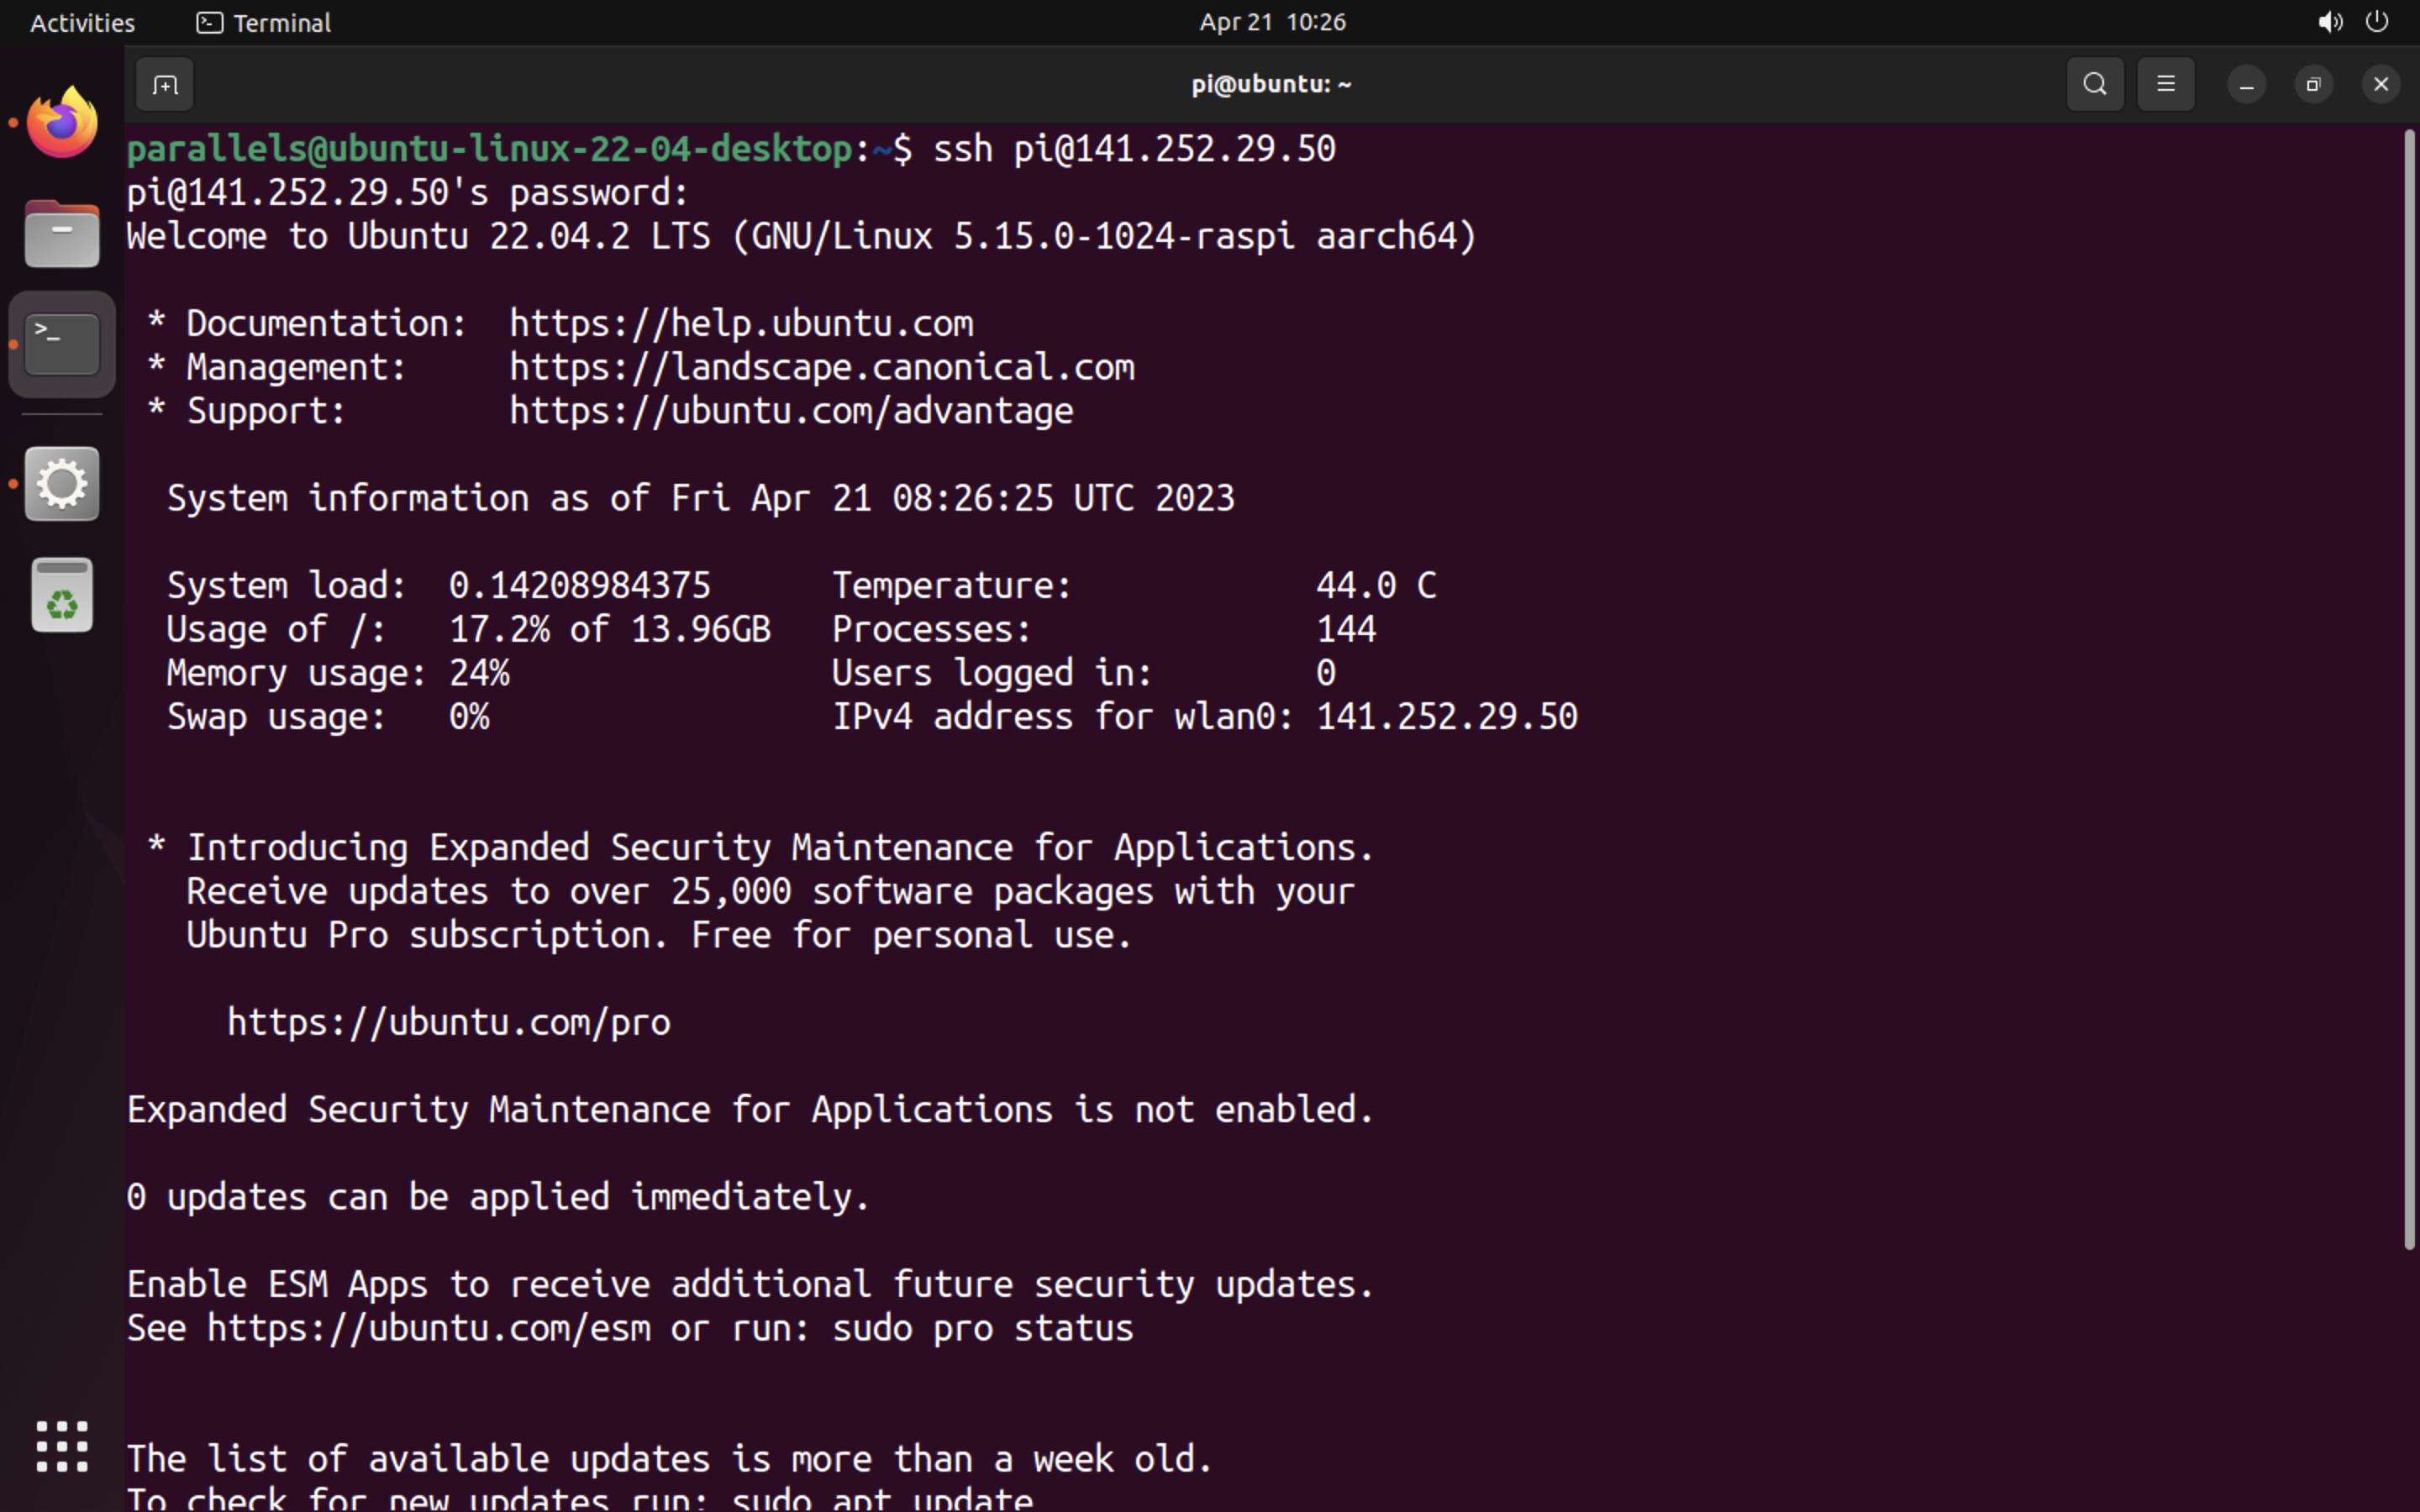 Activities Terminal Apr 21 10:26
pi@ubuntu: ~
parallels@ubuntu-linux-22-04-desktop:~$ ssh pi@141.252.29.50
pi@141.252.29.50's password:
Welcome to Ubuntu 22.04.2 LTS (GNU/Linux 5.15.0-1024-raspi aarch64)
* Documentation: https://help.ubuntu.com
* Management: https://landscape.canonical.com
* Support: https://ubuntu.com/advantage
System information as of Fri Apr 21 08:26:25 UTC 2023
System load: 0.14208984375 Temperature: 44.0 C
Usage of /: 17.2% of 13.96GB Processes: 144
Memory usage: 24% Users logged in: 0
Swap usage: 0% IPv4 address for wlan0: 141.252.29.50
* Introducing Expanded Security Maintenance for Applications.
Receive updates to over 25,000 software packages with your
Ubuntu Pro subscription. Free for personal use.
https://ubuntu.com/pro
Expanded Security Maintenance for Applications is not enabled.
0 updates can be applied immediately.
Enable ESM Apps to receive additional future security updates.
See https://ubuntu.com/esm or run: sudo pro status
The list of available updates is more than a week old.
To check for new updates run: sudo apt update